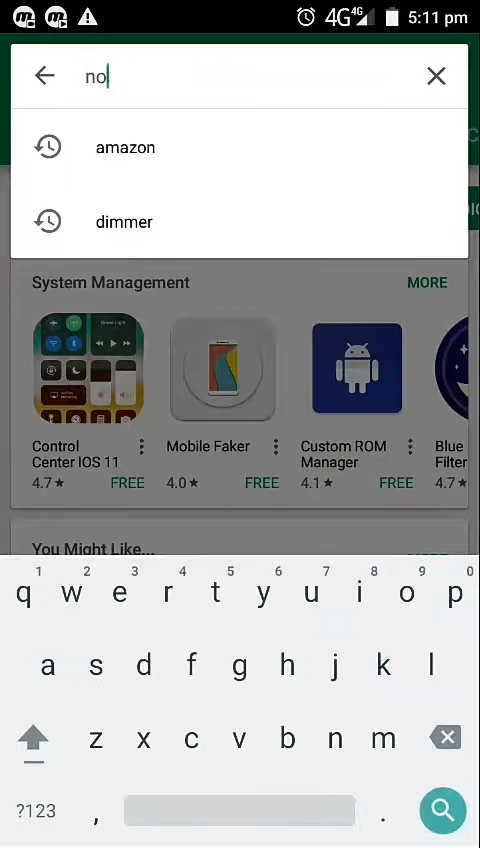 4G 4G 5:11 pm
no
amazon
dimmer
System Management MORE
Control Center IOS 11
4.7★ FREE
Mobile Faker
4.0★ FREE
Custom ROM Manager
4.1★ FREE
Blue Filter
4.7★
You Might Like...
1 2 3 4 5 6 7 8 9 0
q w e r t y u i o p
a s d f g h j k l
z x c v b n m
?123 , .